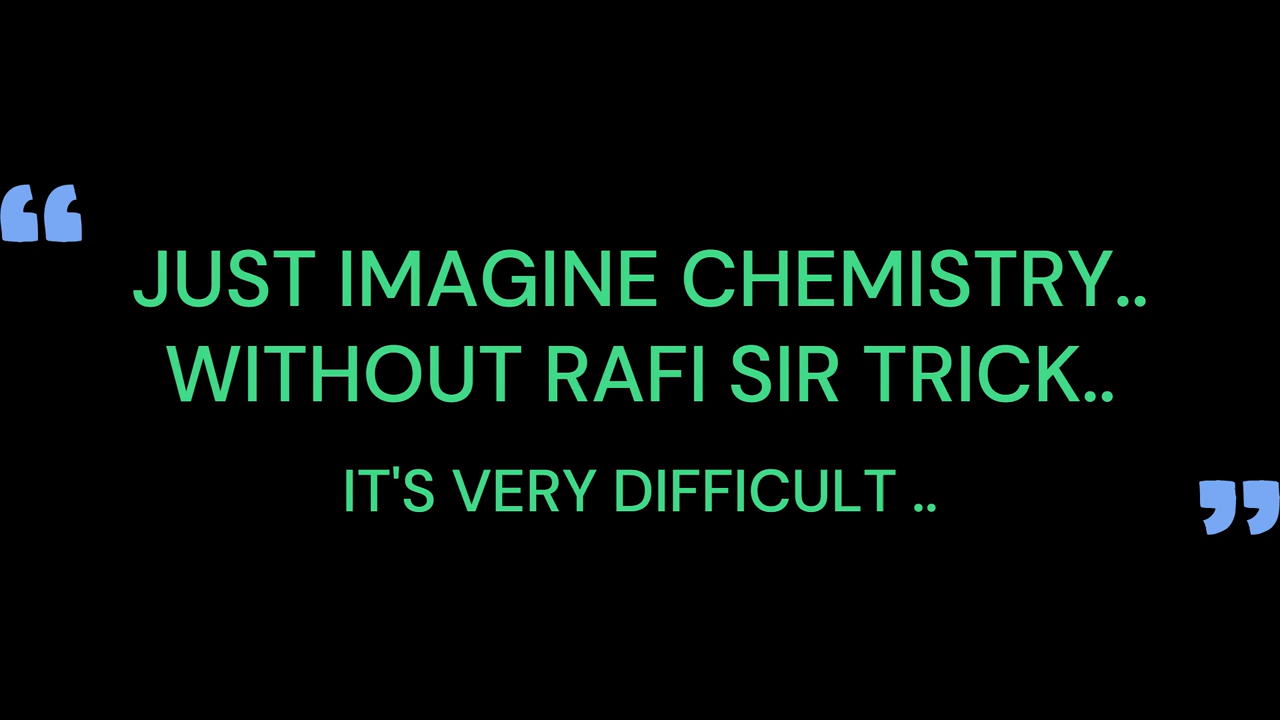 “
JUST IMAGINE CHEMISTRY..
WITHOUT RAFI SIR TRICK..
IT'S VERY DIFFICULT ..
”